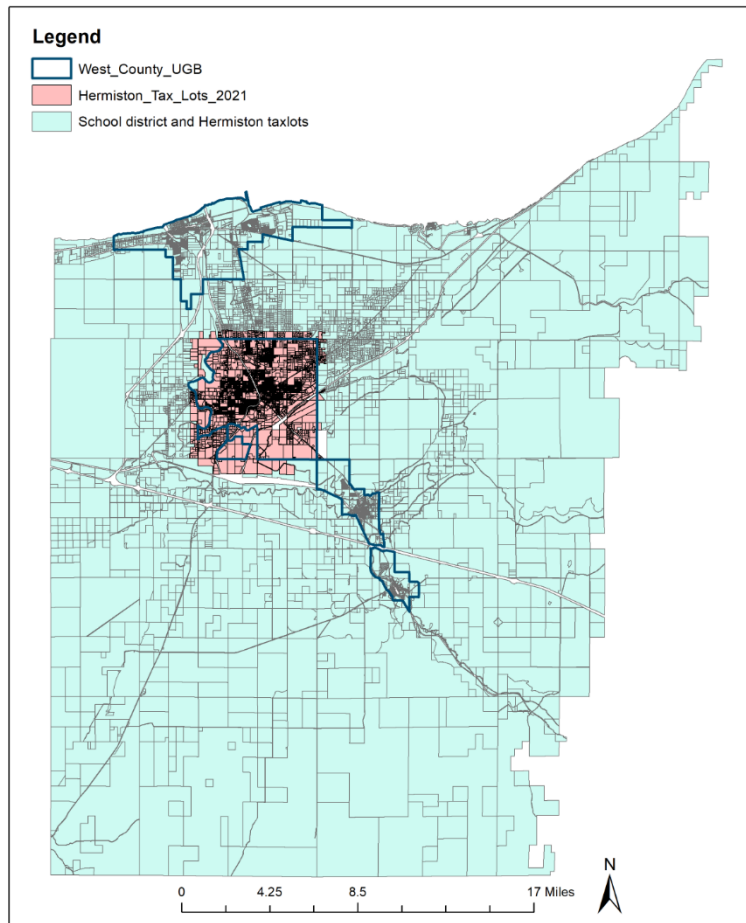 Legend
West_County_UGB
Hermiston_Tax_Lots_2021
School district and Hermiston taxlots
N
0 4.25 8.5 17 Miles